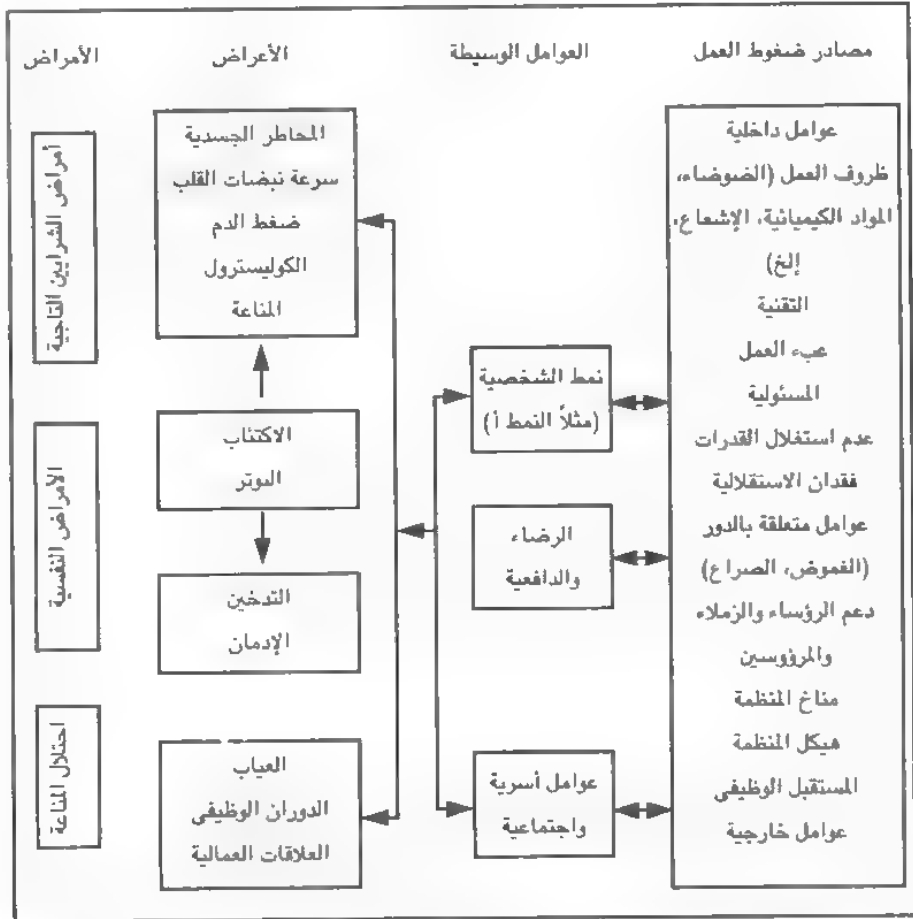 مصادر ضغوط العمل
العوامل الوسيطة
الأعراض
الأمراض
عوامل داخلية
ظروف العمل (الضوضاء،
المواد الكيميائية، الإشعاع،
إلخ)
التقنية
عبء العمل
المسئولية
عدم استغلال القدرات
فقدان الاستقلالية
عوامل متعلقة بالدور
(الغموض، الصراع)
دعم الرؤساء والزملاء
والمرؤوسين
مناخ المنظمة
هيكل المنظمة
المستقبل الوظيفى
عوامل خارجية
نمط الشخصية
(مثلاً النمط أ)
الرضاء
والدافعية
عوامل أسرية
واجتماعية
المخاطر الجسدية
سرعة نبضات القلب
ضغط الدم
الكوليسترول
المناعة
الاكتئاب
التوتر
التدخين
الإدمان
الغياب
الدوران الوظيفى
العلاقات العمالية
أمراض الشرايين التاجية
الأمراض النفسية
اختلال المناعة